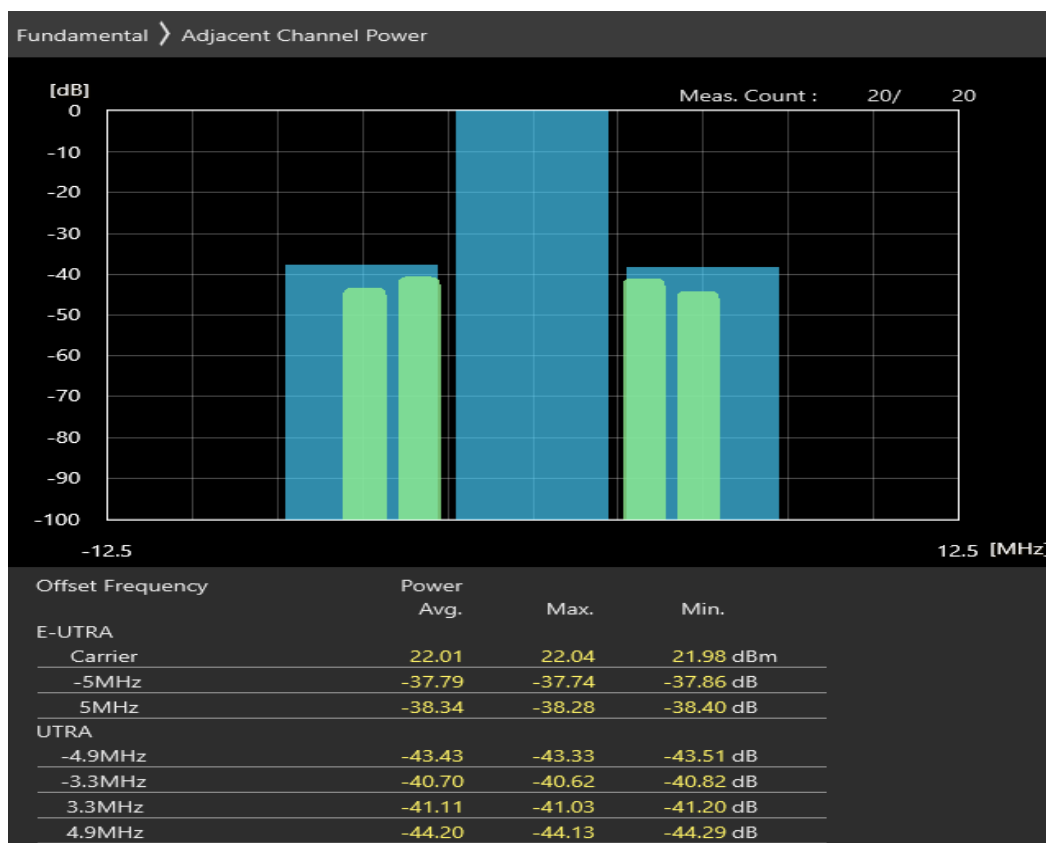 Fundamental 〉 Adjacent Channel Power
[dB]
Meas. Count : 20/ 20
0
-10
-20
-30
-40
-50
-60
-70
-80
-90
-100
-12.5 12.5 [MHz]
Offset Frequency Power
Avg. Max. Min.
E-UTRA
Carrier 22.01 22.04 21.98 dBm
-5MHz -37.79 -37.74 -37.86 dB
5MHz -38.34 -38.28 -38.40 dB
UTRA
-4.9MHz -43.43 -43.33 -43.51 dB
-3.3MHz -40.70 -40.62 -40.82 dB
3.3MHz -41.11 -41.03 -41.20 dB
4.9MHz -44.20 -44.13 -44.29 dB